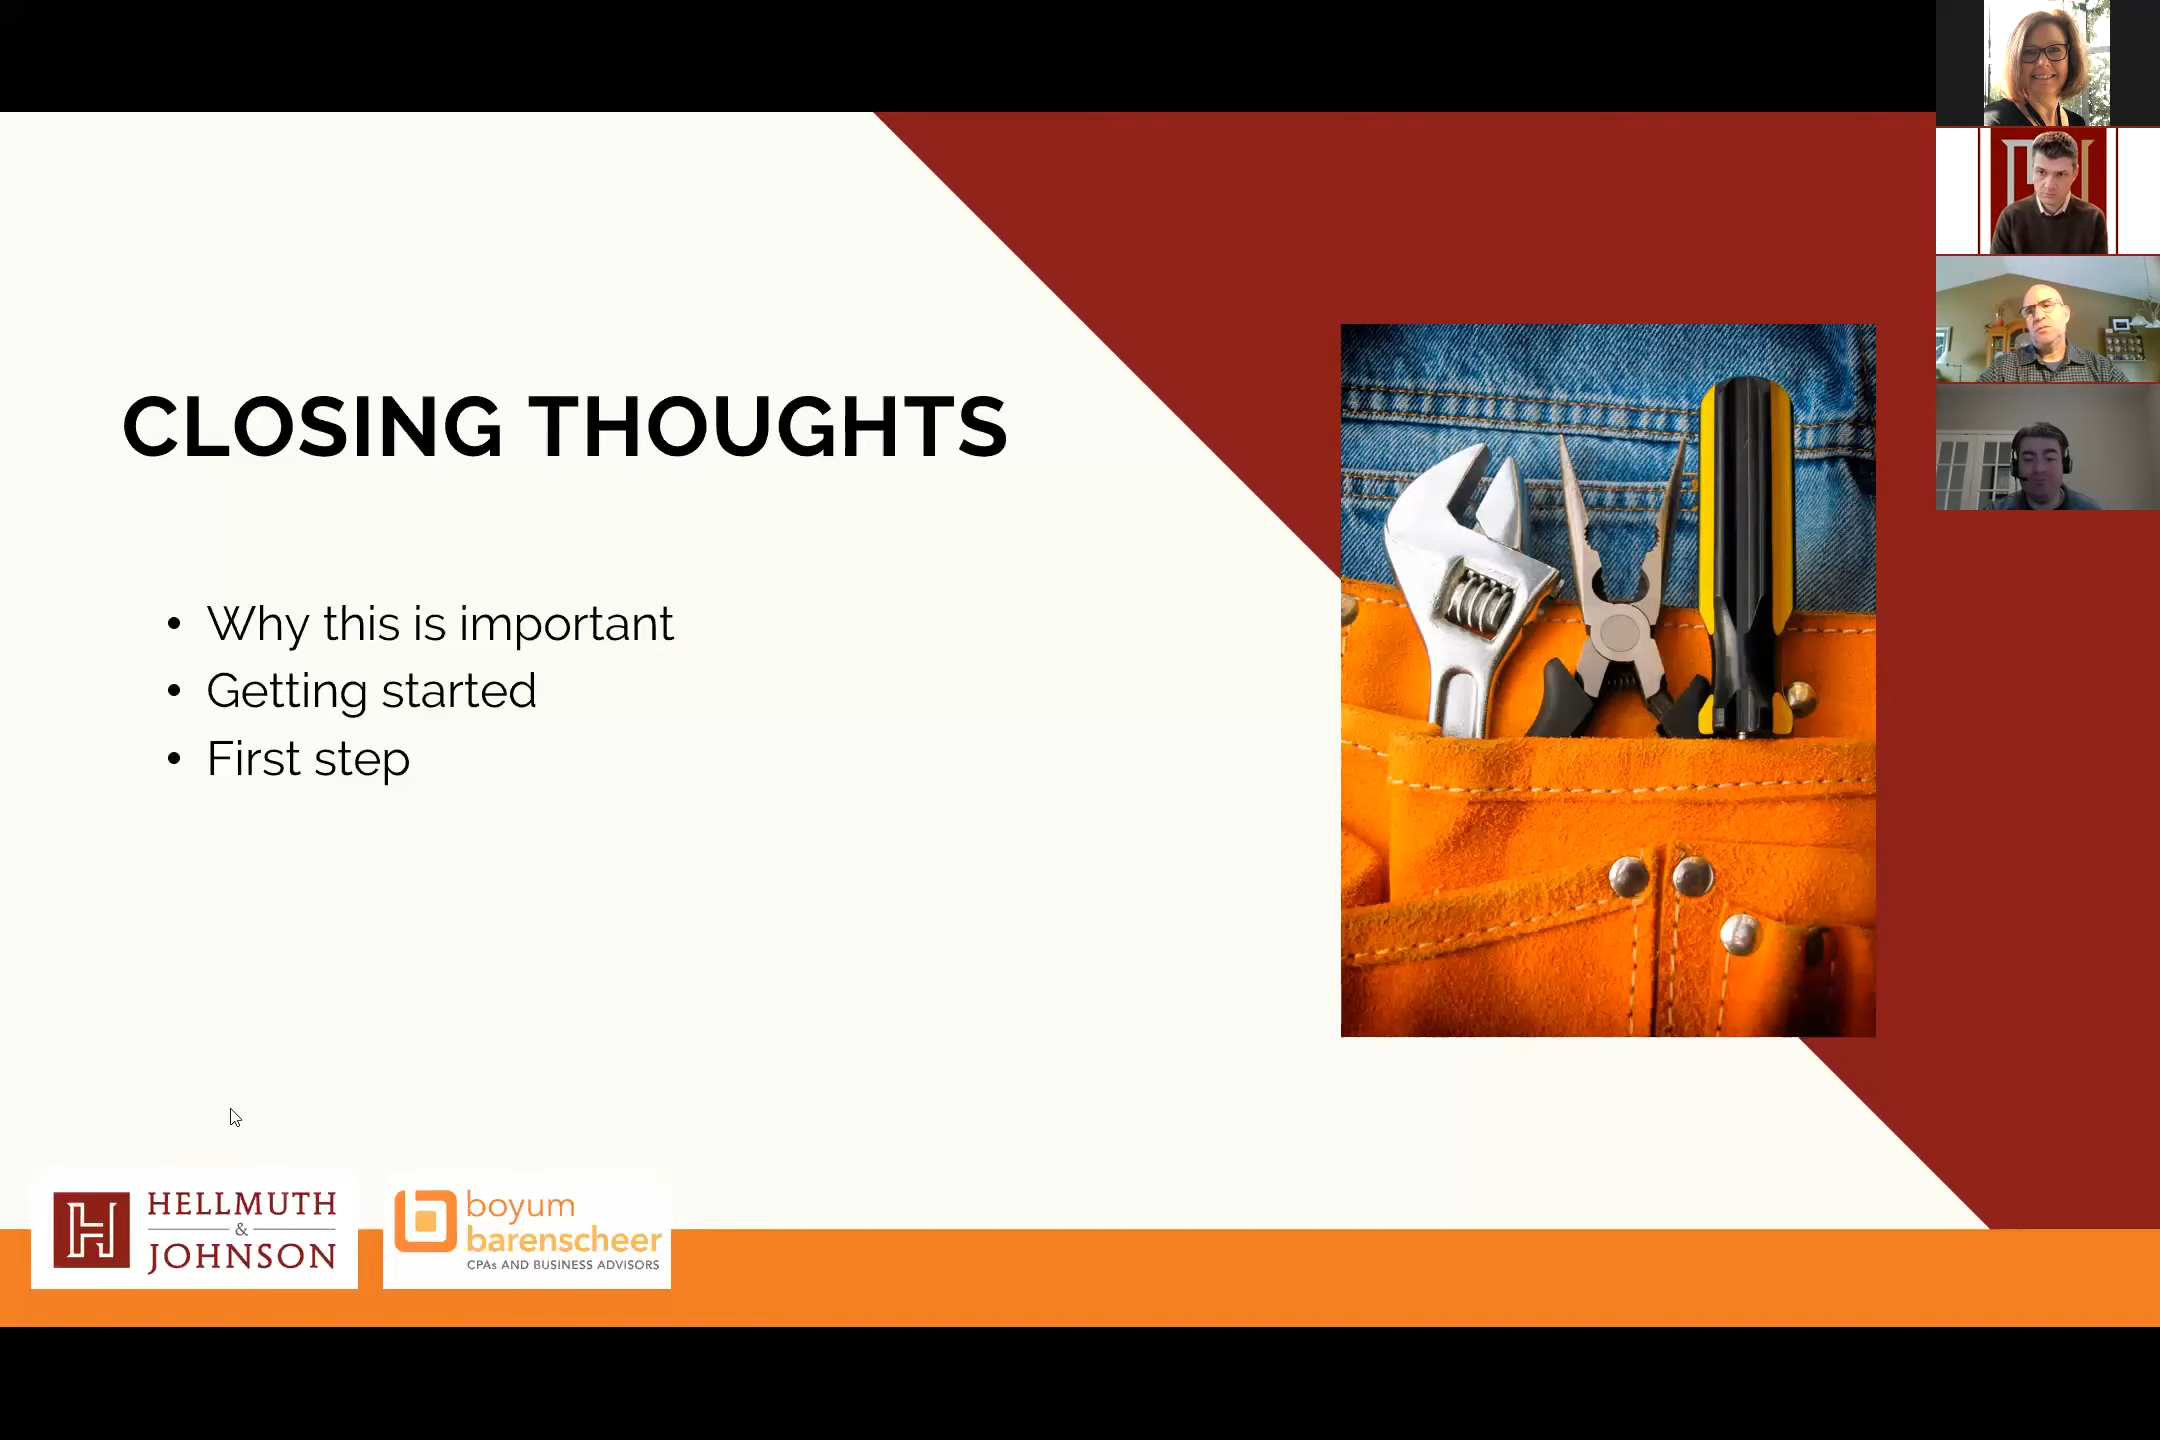 CLOSING THOUGHTS
• Why this is important
• Getting started
• First step
HELLMUTH
&
JOHNSON
boyum
barenscheer
CPAs AND BUSINESS ADVISORS